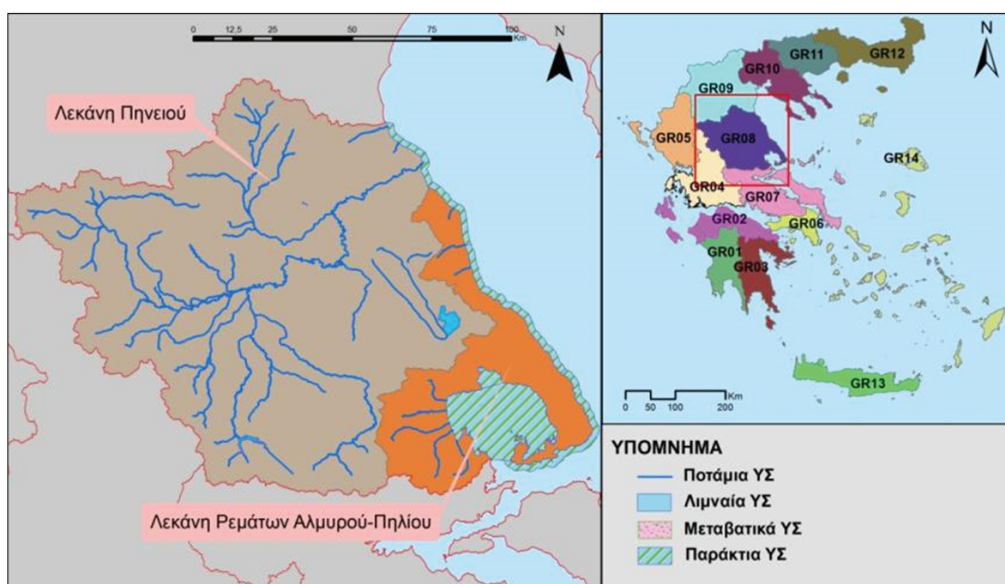 0 12,5 25 50 75 100
Km
N
Λεκάνη Πηνειού
Λεκάνη Ρεμάτων Αλμυρού-Πηλίου
N
GR11
GR12
GR10
GR09
GR05
GR08
GR14
GR04
GR07
GR02
GR06
GR01
GR03
GR13
Km
0 50 100 200
ΥΠΟΜΝΗΜΑ
Ποτάμια ΥΣ
Λιμναία ΥΣ
Μεταβατικά ΥΣ
Παράκτια ΥΣ